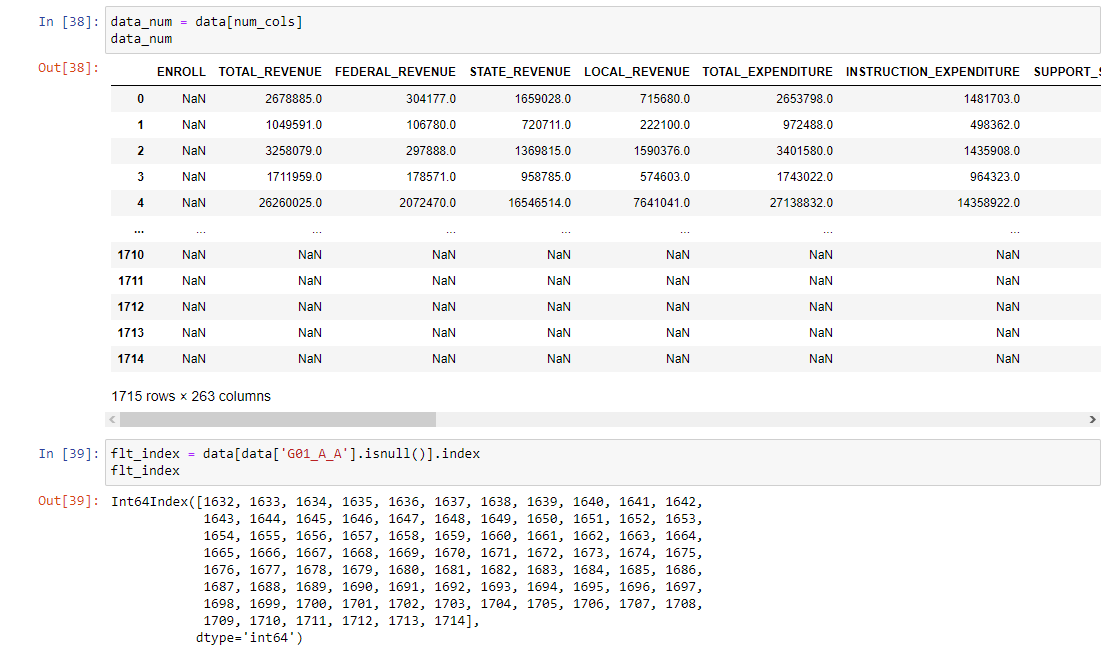 In [38]: data_num = data[num_cols]
data_num
Out[38]:
ENROLL TOTAL_REVENUE FEDERAL_REVENUE STATE_REVENUE LOCAL_REVENUE TOTAL_EXPENDITURE INSTRUCTION_EXPENDITURE SUPPORT_S
0 NaN 2678885.0 304177.0 1659028.0 715680.0 2653798.0 1481703.0
1 NaN 1049591.0 106780.0 720711.0 222100.0 972488.0 498362.0
2 NaN 3258079.0 297888.0 1369815.0 1590376.0 3401580.0 1435908.0
3 NaN 1711959.0 178571.0 958785.0 574603.0 1743022.0 964323.0
4 NaN 26260025.0 2072470.0 16546514.0 7641041.0 27138832.0 14358922.0
... ... ... ... ... ... ... ...
1710 NaN NaN NaN NaN NaN NaN NaN
1711 NaN NaN NaN NaN NaN NaN NaN
1712 NaN NaN NaN NaN NaN NaN NaN
1713 NaN NaN NaN NaN NaN NaN NaN
1714 NaN NaN NaN NaN NaN NaN NaN
1715 rows × 263 columns
In [39]: flt_index = data[data['G01_A_A'].isnull()].index
flt_index
Out[39]: Int64Index([1632, 1633, 1634, 1635, 1636, 1637, 1638, 1639, 1640, 1641, 1642,
1643, 1644, 1645, 1646, 1647, 1648, 1649, 1650, 1651, 1652, 1653,
1654, 1655, 1656, 1657, 1658, 1659, 1660, 1661, 1662, 1663, 1664,
1665, 1666, 1667, 1668, 1669, 1670, 1671, 1672, 1673, 1674, 1675,
1676, 1677, 1678, 1679, 1680, 1681, 1682, 1683, 1684, 1685, 1686,
1687, 1688, 1689, 1690, 1691, 1692, 1693, 1694, 1695, 1696, 1697,
1698, 1699, 1700, 1701, 1702, 1703, 1704, 1705, 1706, 1707, 1708,
1709, 1710, 1711, 1712, 1713, 1714],
dtype='int64')